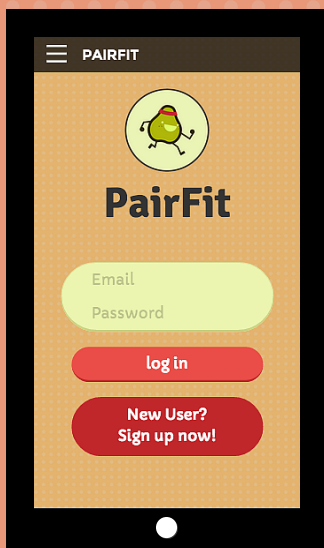 PAIRFIT
PairFit
Email
Password
log in
New User?
Sign up now!